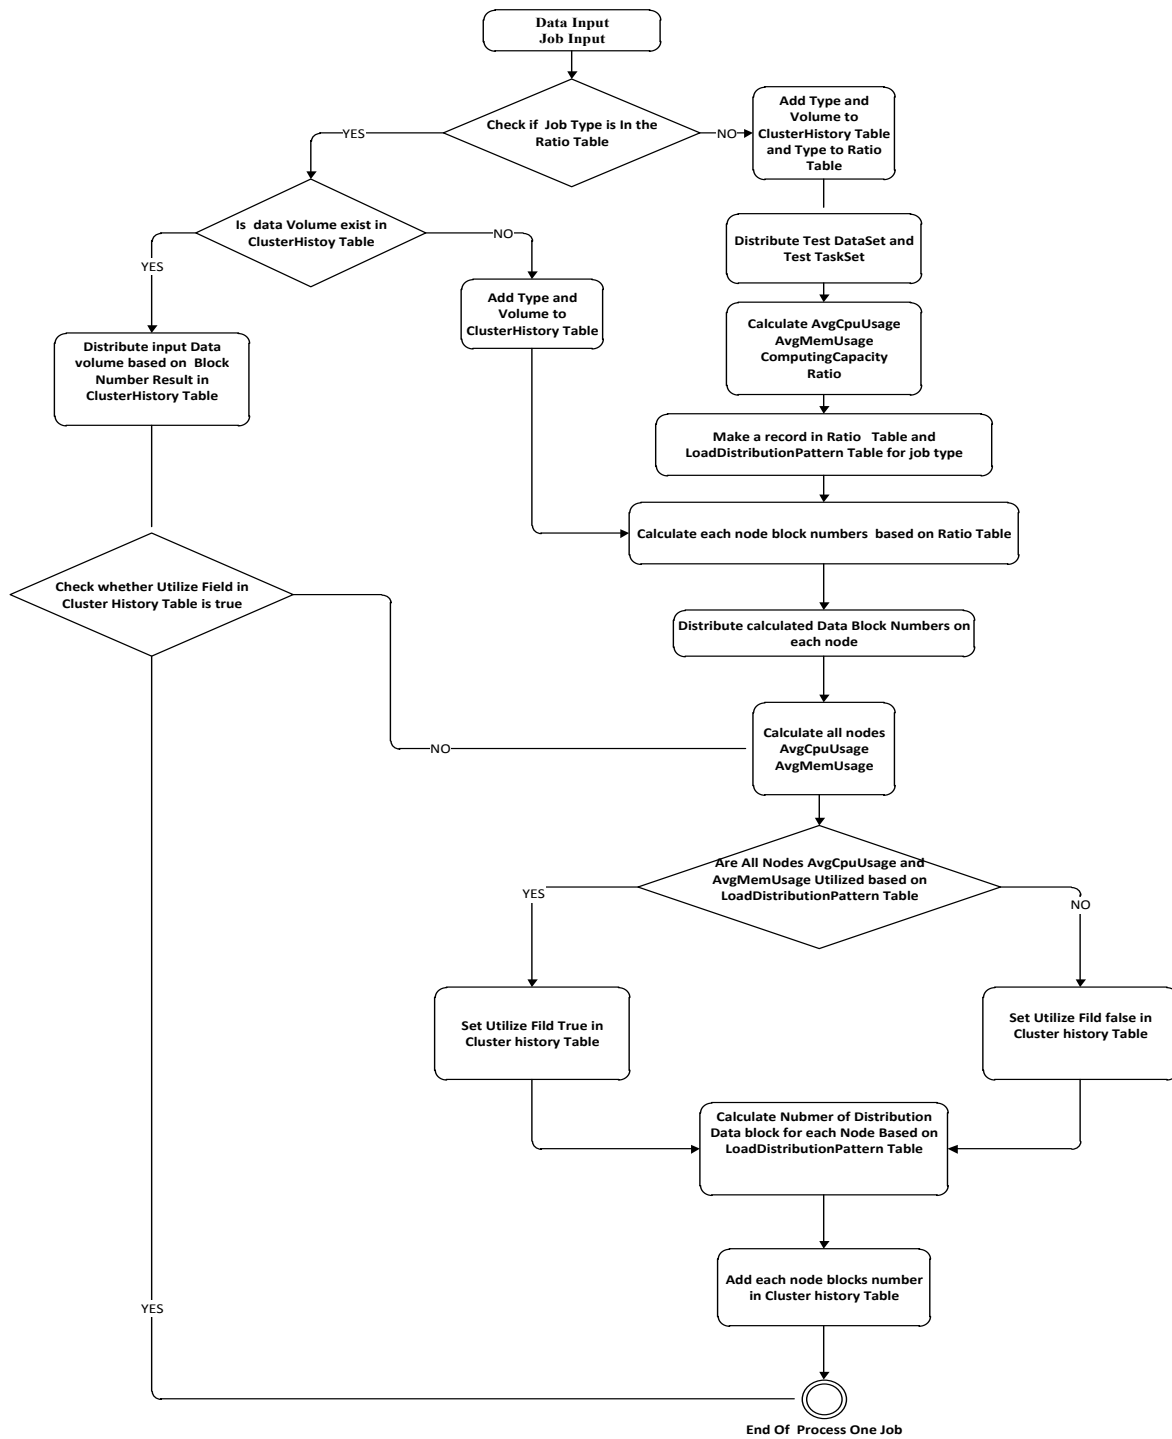 Data Input
Job Input
Check if  Job Type is In the
Ratio Table
YES
NO
Add Type and
Volume to
ClusterHistory Table
and Type to Ratio
Table
Is  data Volume exist in
ClusterHistoy Table
YES
NO
Distribute Test DataSet and
Test TaskSet
Add Type and
Volume to
ClusterHistory Table
Calculate AvgCpuUsage
AvgMemUsage
ComputingCapacity
Ratio
Distribute input Data
volume based on  Block
Number Result in
ClusterHistory Table
Make a record in Ratio   Table and
LoadDistributionPattern Table for job type
Calculate each node block numbers  based on Ratio Table
Check whether Utilize Field in
Cluster History Table is true
Distribute calculated Data Block Numbers on
each node
NO
Calculate all nodes
AvgCpuUsage
AvgMemUsage
Are All Nodes AvgCpuUsage and
AvgMemUsage Utilized based on
LoadDistributionPattern Table
YES
NO
Set Utilize Fild True in
Cluster history Table
Set Utilize Fild false in
Cluster history Table
Calculate Nubmer of Distribution
Data block for each Node Based on
LoadDistributionPattern Table
Add each node blocks number
in Cluster history Table
YES
End Of  Process One Job